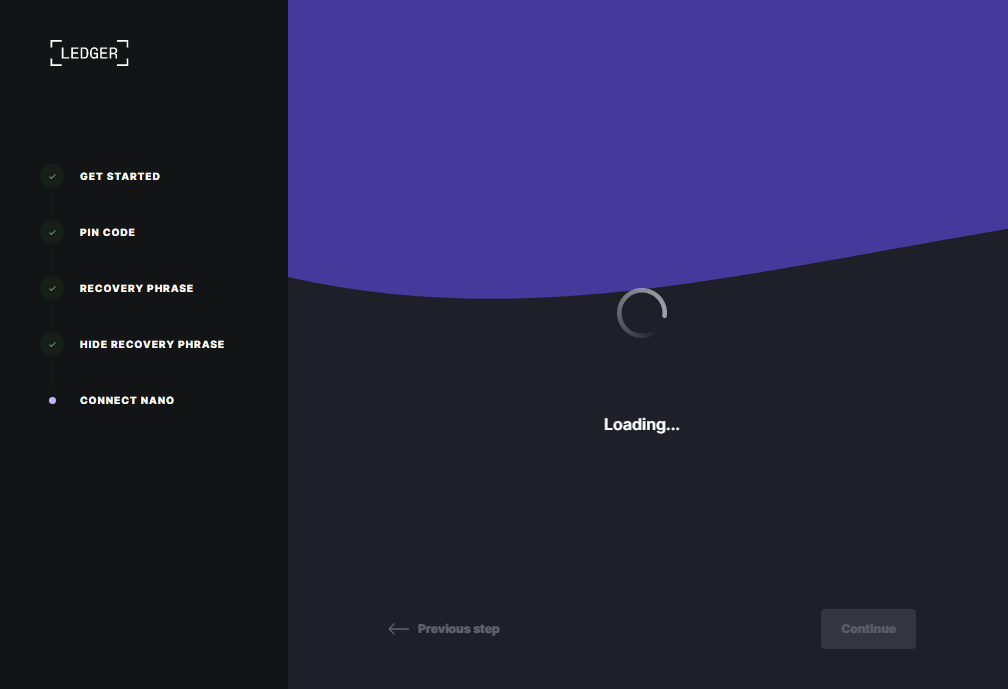 LEDGER
GET STARTED
PIN CODE
RECOVERY PHRASE
HIDE RECOVERY PHRASE
CONNECT NANO
Loading...
Previous step
Continue